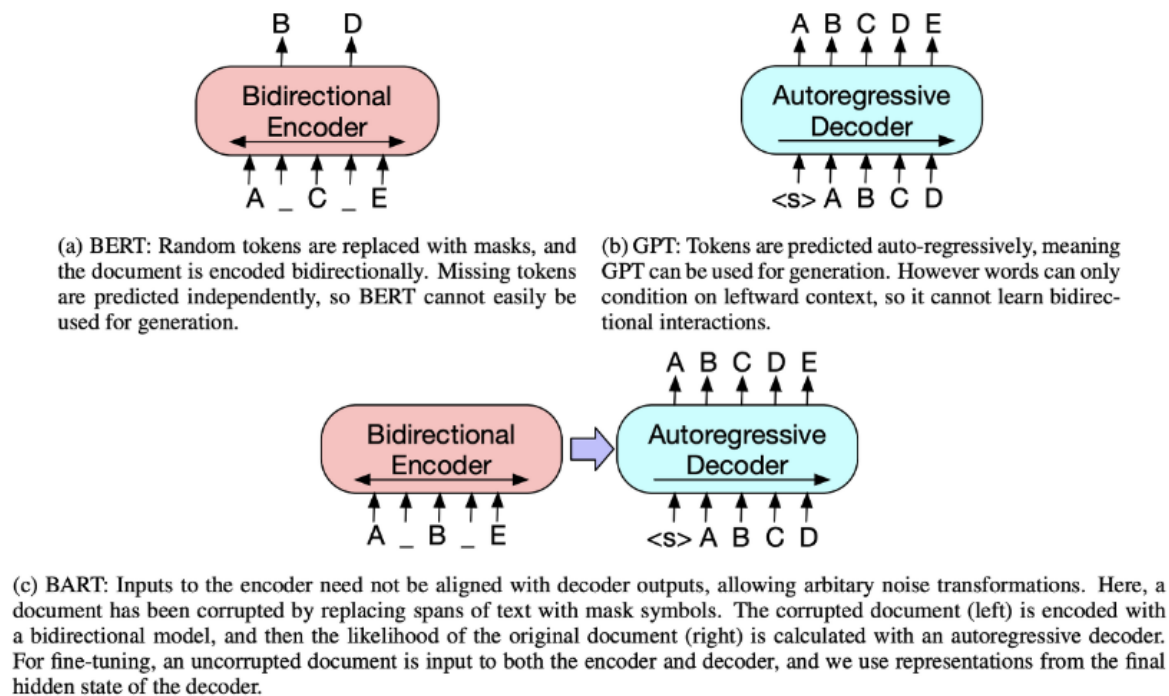 B D
Bidirectional
Encoder
A _ C _ E
A B C D E
Autoregressive
Decoder
<s> A B C D
(a) BERT: Random tokens are replaced with masks, and
the document is encoded bidirectionally. Missing tokens
are predicted independently, so BERT cannot easily be
used for generation.
(b) GPT: Tokens are predicted auto-regressively, meaning
GPT can be used for generation. However words can only
condition on leftward context, so it cannot learn bidirec-
tional interactions.
Bidirectional
Encoder
A _ B _ E
A B C D E
Autoregressive
Decoder
<s> A B C D
(c) BART: Inputs to the encoder need not be aligned with decoder outputs, allowing arbitary noise transformations. Here, a
document has been corrupted by replacing spans of text with mask symbols. The corrupted document (left) is encoded with
a bidirectional model, and then the likelihood of the original document (right) is calculated with an autoregressive decoder.
For fine-tuning, an uncorrupted document is input to both the encoder and decoder, and we use representations from the final
hidden state of the decoder.